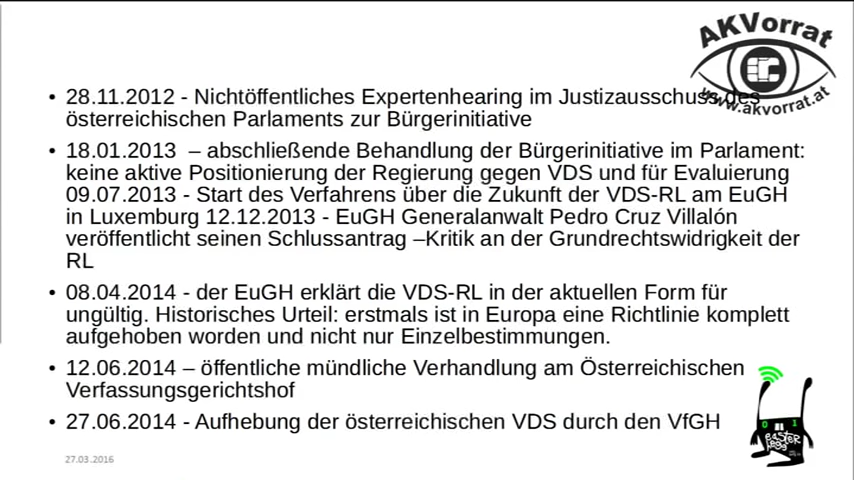 AKVorrat
www.akvorrat.at
• 28.11.2012 - Nichtöffentliches Expertenhearing im Justizausschuss des
österreichischen Parlaments zur Bürgerinitiative
• 18.01.2013 – abschließende Behandlung der Bürgerinitiative im Parlament:
keine aktive Positionierung der Regierung gegen VDS und für Evaluierung
09.07.2013 - Start des Verfahrens über die Zukunft der VDS-RL am EuGH
in Luxemburg 12.12.2013 - EuGH Generalanwalt Pedro Cruz Villalón
veröffentlicht seinen Schlussantrag –Kritik an der Grundrechtswidrigkeit der
RL
• 08.04.2014 - der EuGH erklärt die VDS-RL in der aktuellen Form für
ungültig. Historisches Urteil: erstmals ist in Europa eine Richtlinie komplett
aufgehoben worden und nicht nur Einzelbestimmungen.
• 12.06.2014 – öffentliche mündliche Verhandlung am Österreichischen
Verfassungsgerichtshof
• 27.06.2014 - Aufhebung der österreichischen VDS durch den VfGH
0 1
easter
hegg
27.03.2016